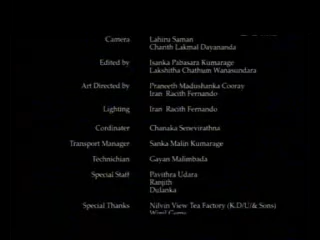 Camera Lahiru Saman
Charith Lakmal Dayananda
Edited by Isanka Pabasara Kumarage
Lakshitha Chathum Wanasundara
Art Directed by Praneeth Madushanka Cooray
Iran Racith Fernando
Lighting Iran Racith Fernando
Cordinater Chanaka Senevirathna
Transport Manager Sanka Malin Kumarage
Technichian Gayan Malimbada
Special Staff Pavithra Udara
Ranjith
Dulanka
Special Thanks Nilvin View Tea Factory (K.D/U/& Sons)